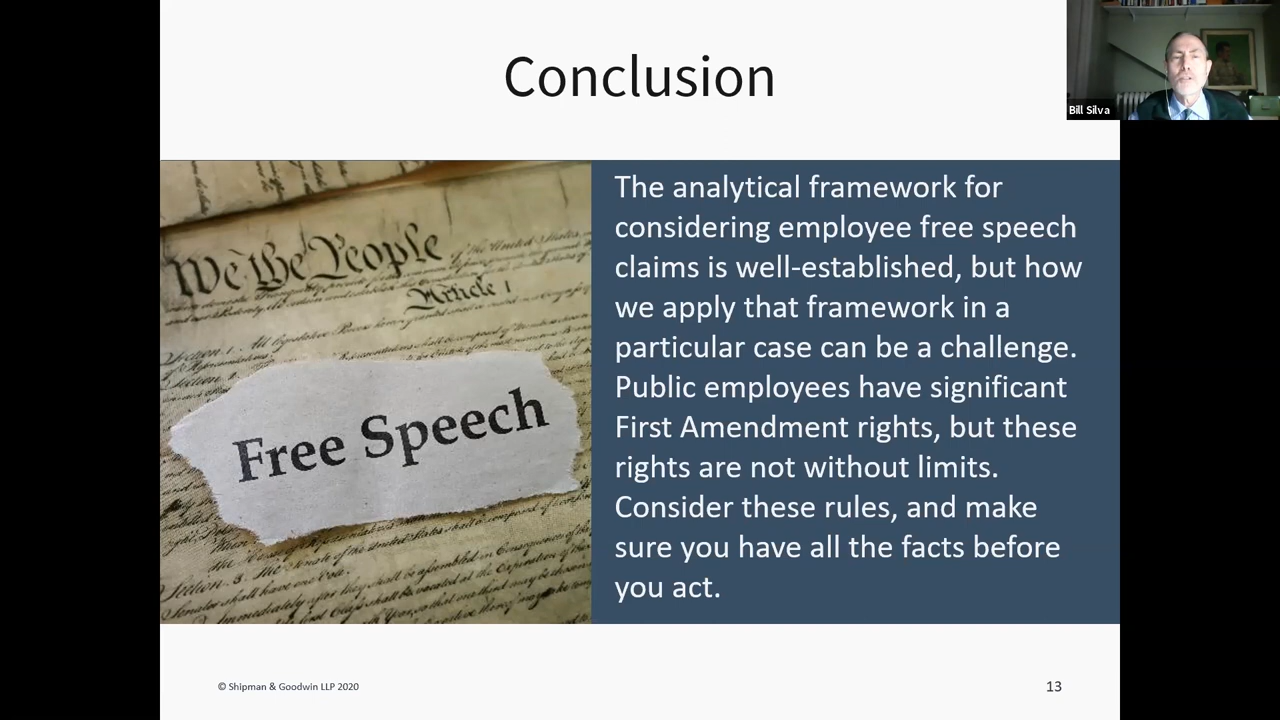 Conclusion
Bill Silva
We the People
Article I
Free Speech
The analytical framework for
considering employee free speech
claims is well-established, but how
we apply that framework in a
particular case can be a challenge.
Public employees have significant
First Amendment rights, but these
rights are not without limits.
Consider these rules, and make
sure you have all the facts before
you act.
© Shipman & Goodwin LLP 2020
13